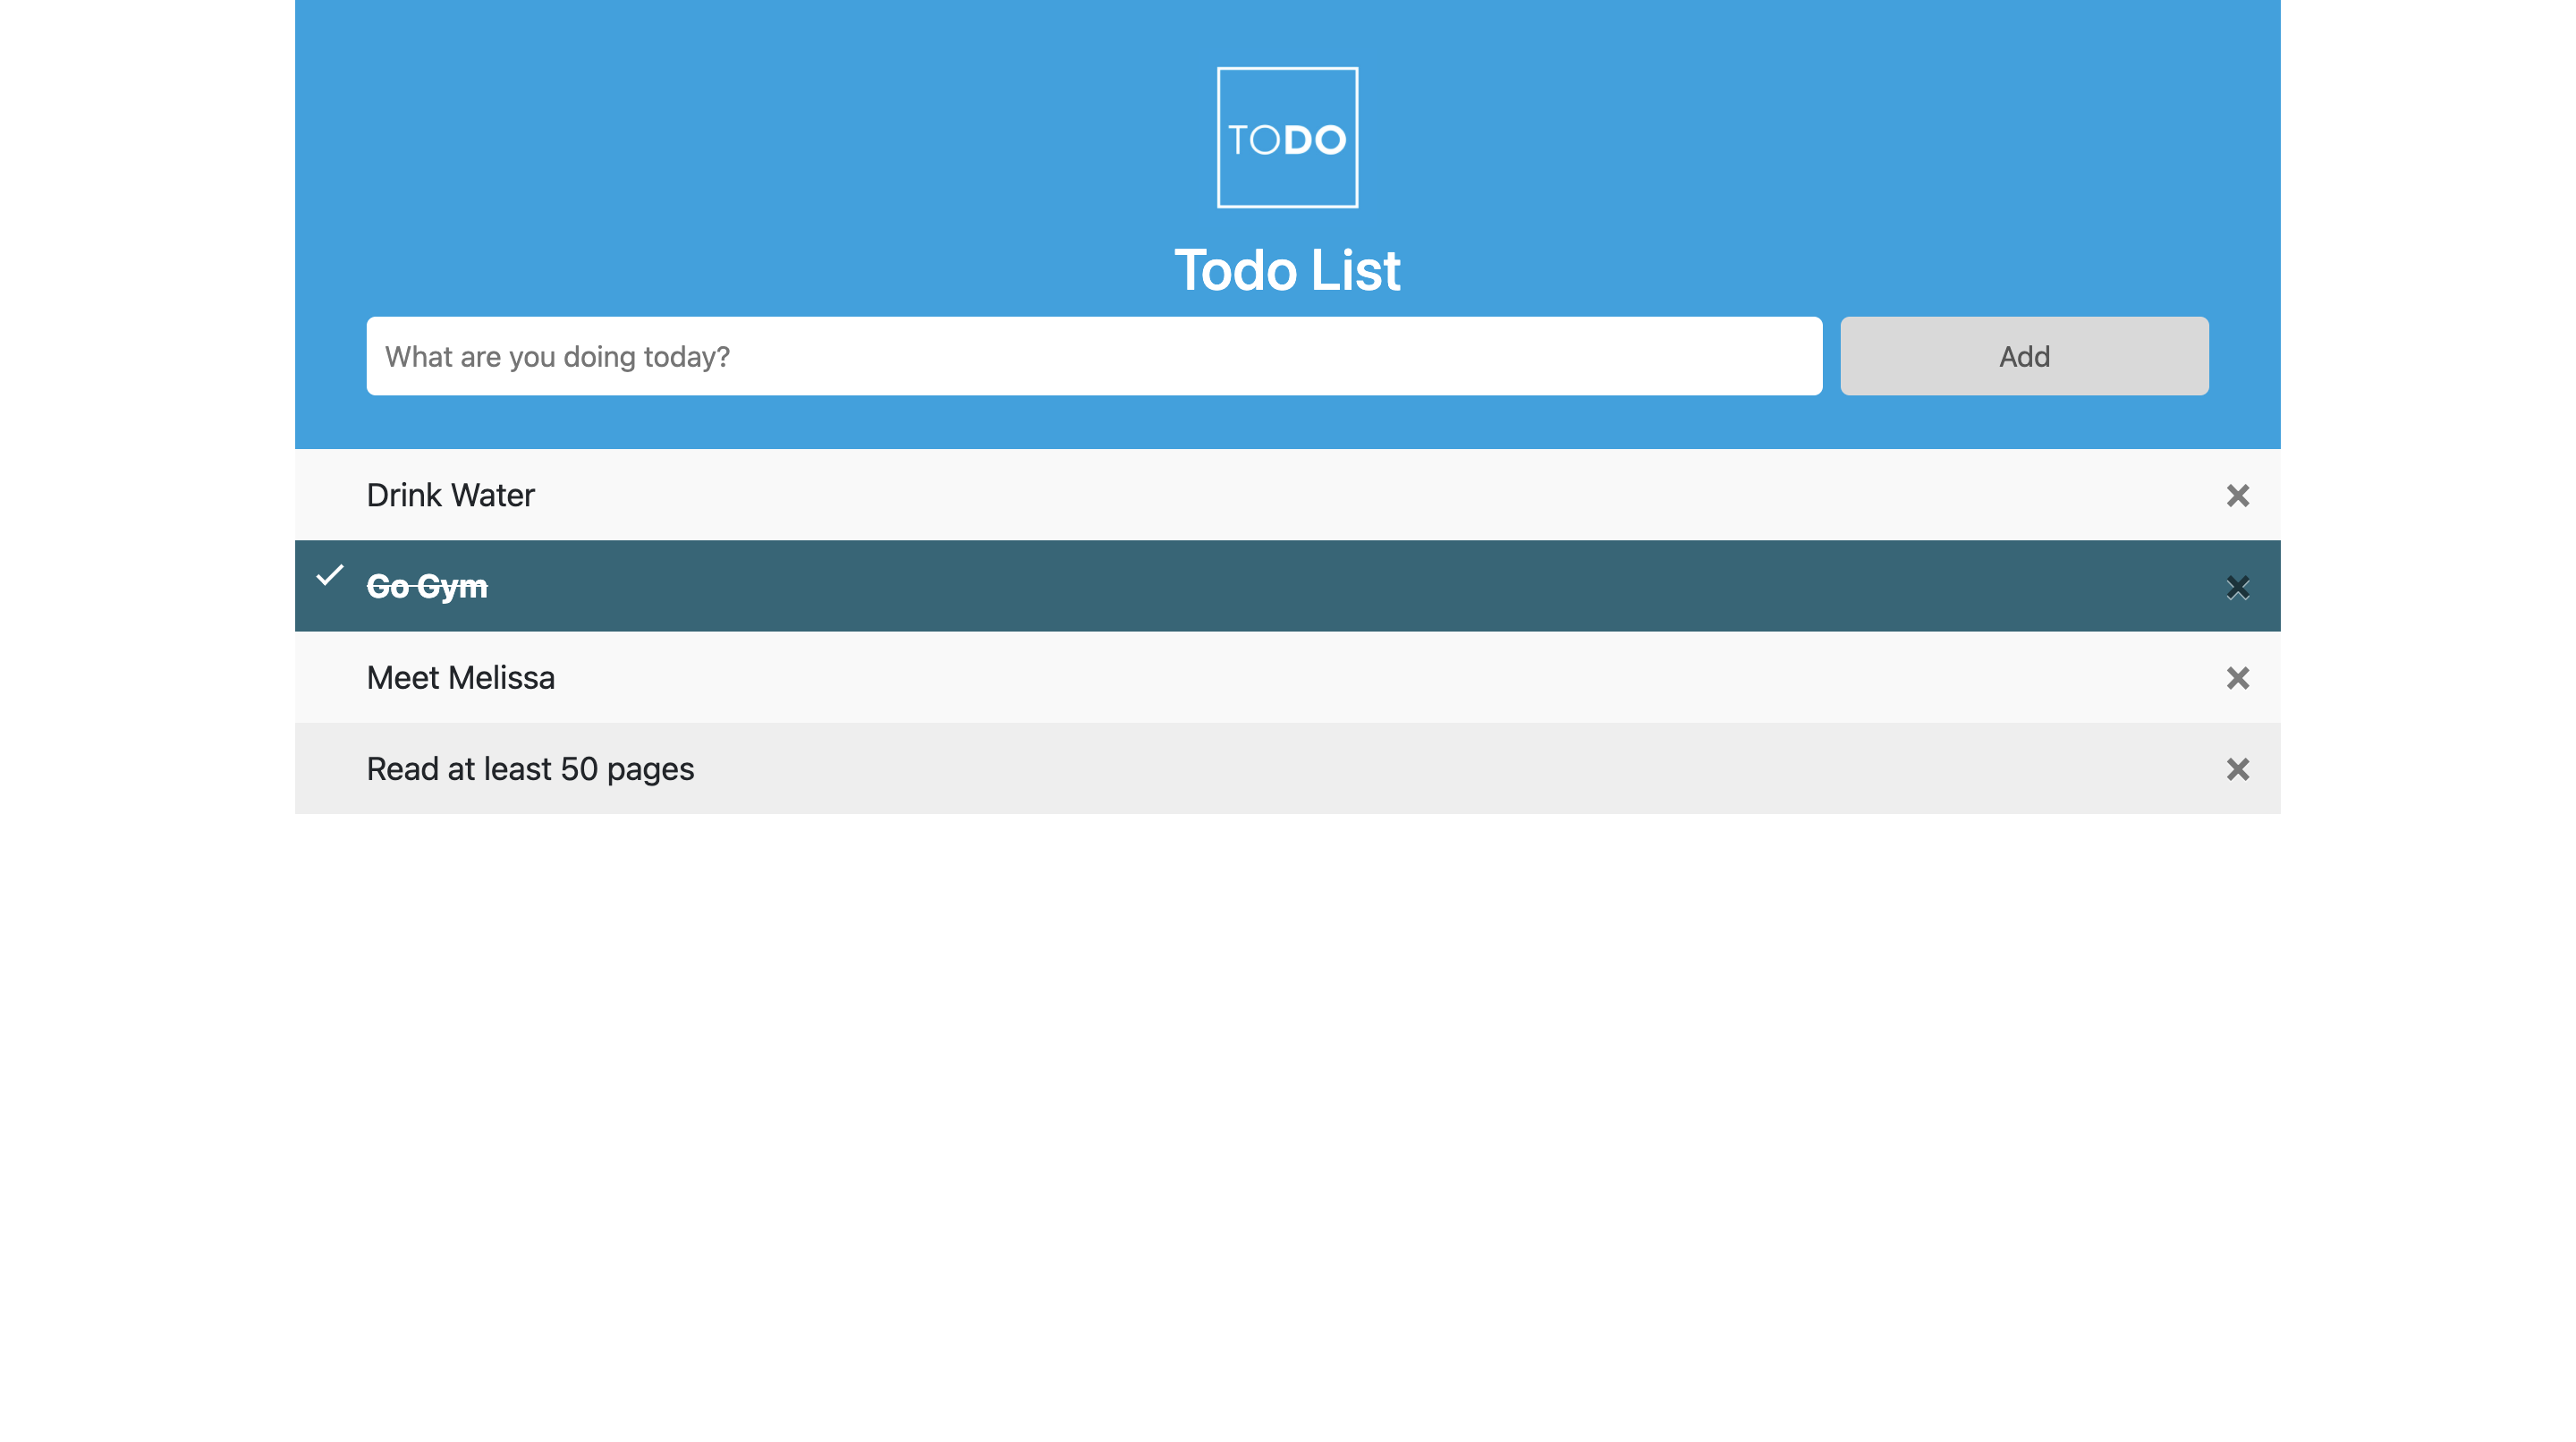 TODO
Todo List
What are you doing today?
Add
Drink Water
Go Gym
Meet Melissa
Read at least 50 pages